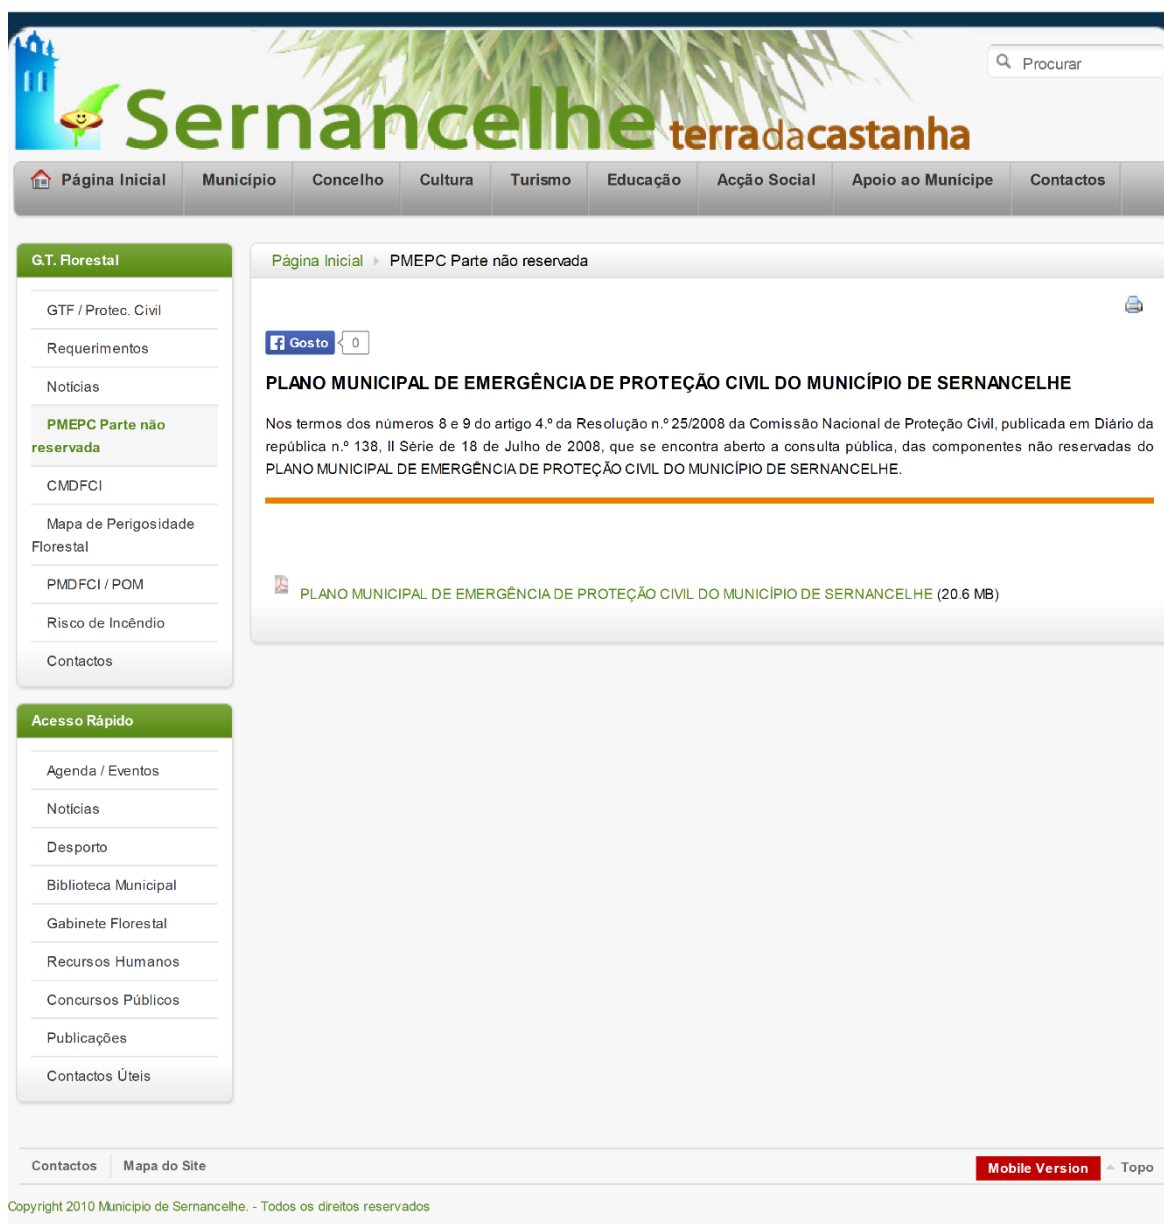 Procurar
Sernancelhe terradacastanha
Página Inicial Município Concelho Cultura Turismo Educação Acção Social Apoio ao Munícipe Contactos
G.T. Florestal
GTF / Protec. Civil
Requerimentos
Notícias
PMEPC Parte não
reservada
CMDFCI
Mapa de Perigosidade
Florestal
PMDFCI / POM
Risco de Incêndio
Contactos
Acesso Rápido
Agenda / Eventos
Notícias
Desporto
Biblioteca Municipal
Gabinete Florestal
Recursos Humanos
Concursos Públicos
Publicações
Contactos Úteis
Página Inicial PMEPC Parte não reservada
Gosto 0
PLANO MUNICIPAL DE EMERGÊNCIA DE PROTEÇÃO CIVIL DO MUNICÍPIO DE SERNANCELHE
Nos termos dos números 8 e 9 do artigo 4.º da Resolução n.º 25/2008 da Comissão Nacional de Proteção Civil, publicada em Diário da
república n.º 138, II Série de 18 de Julho de 2008, que se encontra aberto a consulta pública, das componentes não reservadas do
PLANO MUNICIPAL DE EMERGÊNCIA DE PROTEÇÃO CIVIL DO MUNICÍPIO DE SERNANCELHE.
PLANO MUNICIPAL DE EMERGÊNCIA DE PROTEÇÃO CIVIL DO MUNICÍPIO DE SERNANCELHE (20.6 MB)
Contactos Mapa do Site
Mobile Version Topo
Copyright 2010 Municipio de Sernancelhe. - Todos os direitos reservados